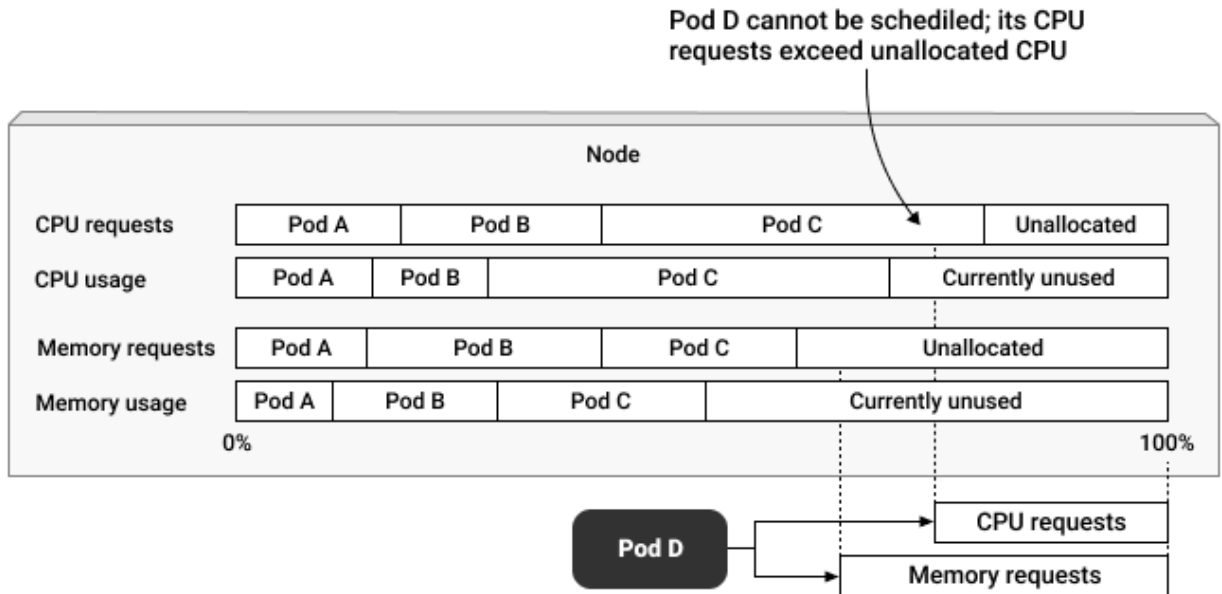 Pod D cannot be schediled; its CPU
requests exceed unallocated CPU
Node
CPU requests Pod A Pod B Pod C Unallocated
CPU usage Pod A Pod B Pod C Currently unused
Memory requests Pod A Pod B Pod C Unallocated
Memory usage Pod A Pod B Pod C Currently unused
0% 100%
CPU requests
Pod D
Memory requests